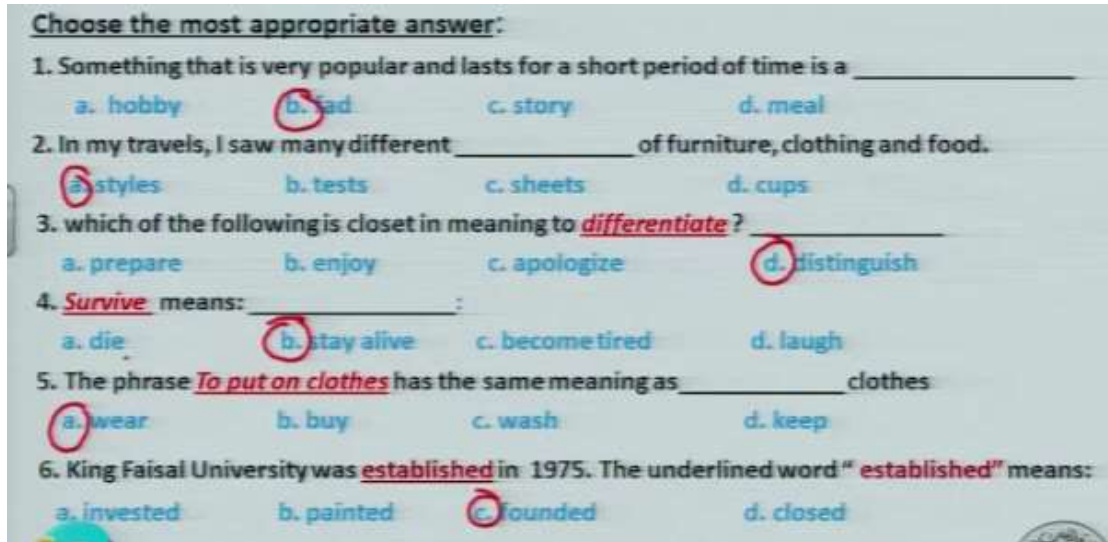 Choose the most appropriate answer:
1. Something that is very popular and lasts for a short period of time is a ____________
a. hobby b. fad c. story d. meal
2. In my travels, I saw many different ____________ of furniture, clothing and food.
a. styles b. tests c. sheets d. cups
3. which of the following is closet in meaning to differentiate ? ____________
a. prepare b. enjoy c. apologize d. distinguish
4. Survive means: ____________ :
a. die b. stay alive c. become tired d. laugh
5. The phrase To put on clothes has the same meaning as ____________ clothes
a. wear b. buy c. wash d. keep
6. King Faisal University was established in 1975. The underlined word “ established” means:
a. invested b. painted c. founded d. closed